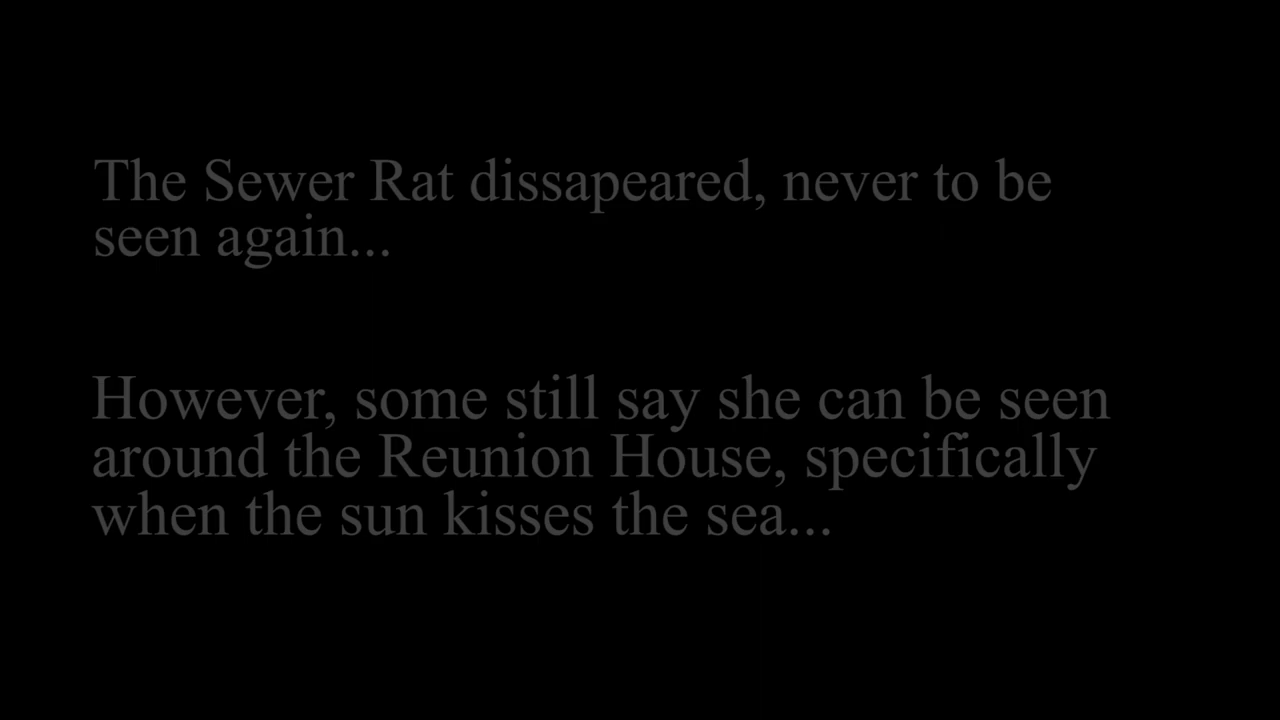 The Sewer Rat dissapeared, never to be
seen again...
However, some still say she can be seen
around the Reunion House, specifically
when the sun kisses the sea...